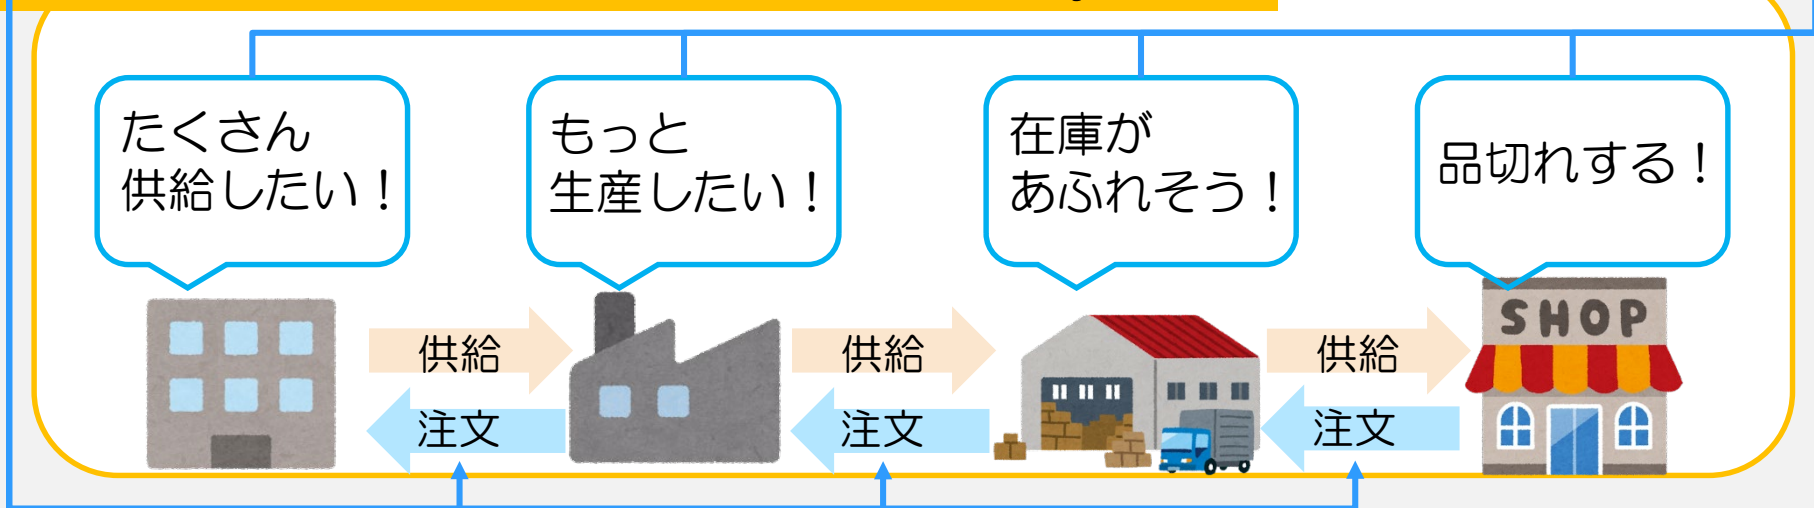 たくさん
供給したい！
もっと
生産したい！
在庫が
あふれそう！
品切れする！
供給
供給
供給
SHOP
注文
注文
注文